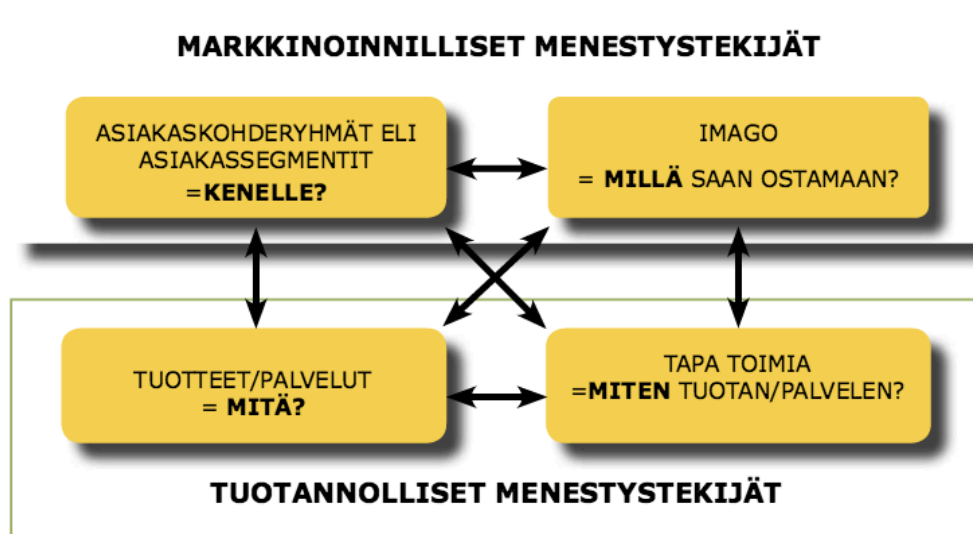 MARKKINOINNILLISET MENESTYSTEKIJÄT
ASIAKASKOHDERYHMÄT ELI
ASIAKASSEGMENTIT
=KENELLE?
IMAGO
= MILLÄ SAAN OSTAMAAN?
TUOTTEET/PALVELUT
= MITÄ?
TAPA TOIMIA
=MITEN TUOTAN/PALVELEN?
TUOTANNOLLISET MENESTYSTEKIJÄT